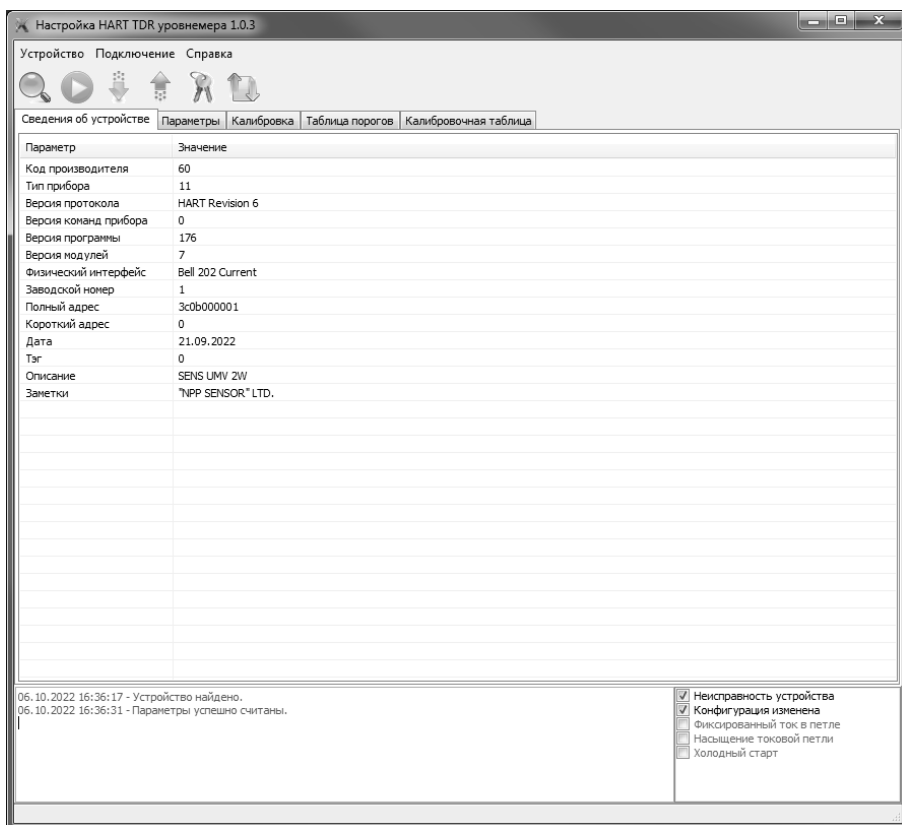 Настройка HART TDR уровнемера 1.0.3
Устройство Подключение Справка
Сведения об устройстве Параметры Калибровка Таблица порогов Калибровочная таблица
Параметр Значение
Код производителя 60
Тип прибора 11
Версия протокола HART Revision 6
Версия команд прибора 0
Версия программы 176
Версия модулей 7
Физический интерфейс Bell 202 Current
Заводской номер 1
Полный адрес 3c0b000001
Короткий адрес 0
Дата 21.09.2022
Тэг 0
Описание SENS UMV 2W
Заметки "NPP SENSOR" LTD.
06.10.2022 16:36:17 - Устройство найдено.
06.10.2022 16:36:31 - Параметры успешно считаны.
Неисправность устройства
Конфигурация изменена
Фиксированный ток в петле
Насыщение токовой петли
Холодный старт